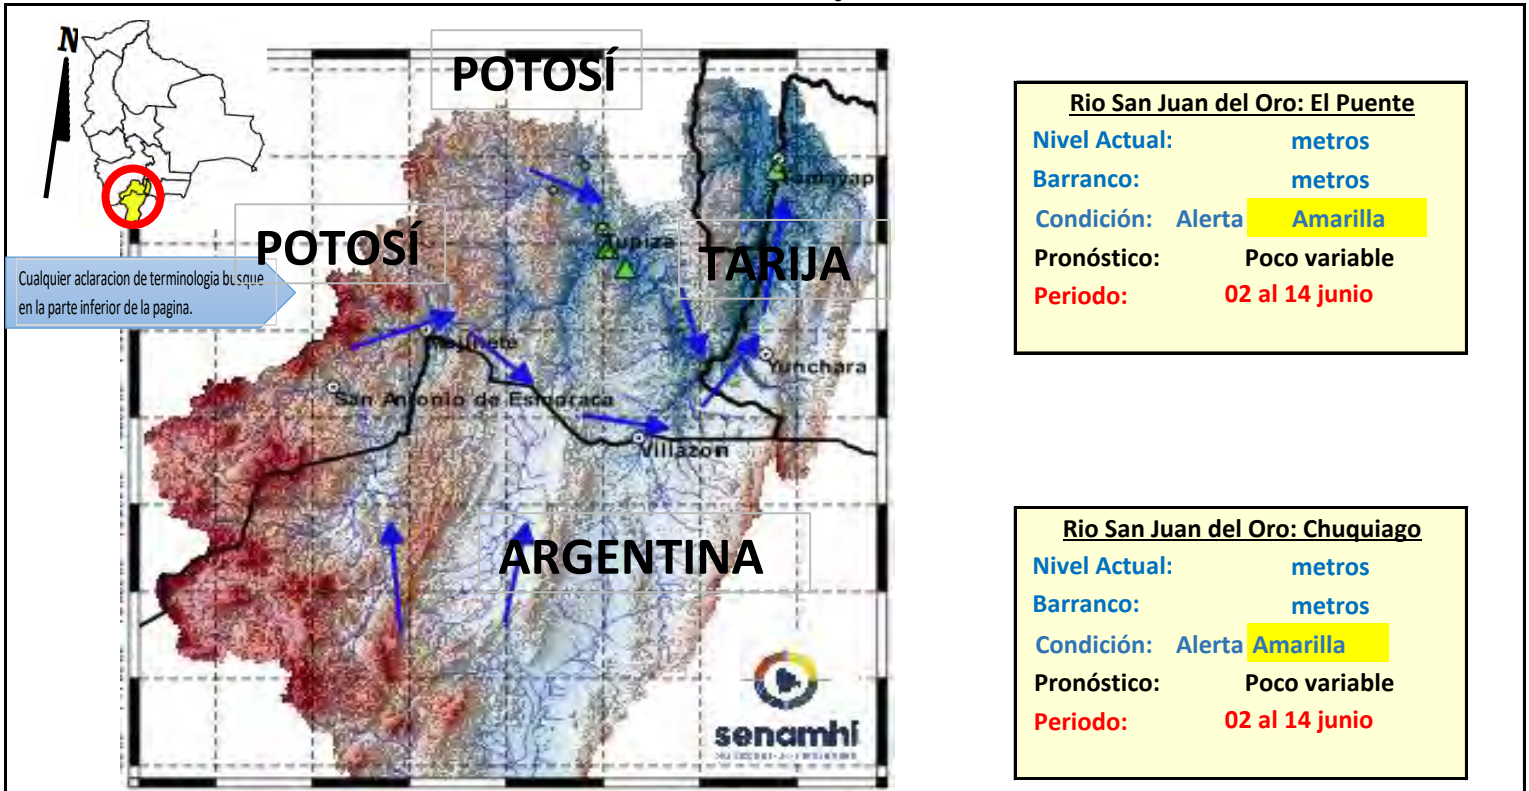 N
POTOSÍ
POTOSÍ
TARIJA
ARGENTINA
Cualquier aclaracion de terminologia busque
en la parte inferior de la pagina.
Tupiza
Yunchara
San Antonio de Esmoraca
Villazon
senamhi
Rio San Juan del Oro: El Puente
Nivel Actual: metros
Barranco: metros
Condición: Alerta Amarilla
Pronóstico: Poco variable
Periodo: 02 al 14 junio
Rio San Juan del Oro: Chuquiago
Nivel Actual: metros
Barranco: metros
Condición: Alerta Amarilla
Pronóstico: Poco variable
Periodo: 02 al 14 junio